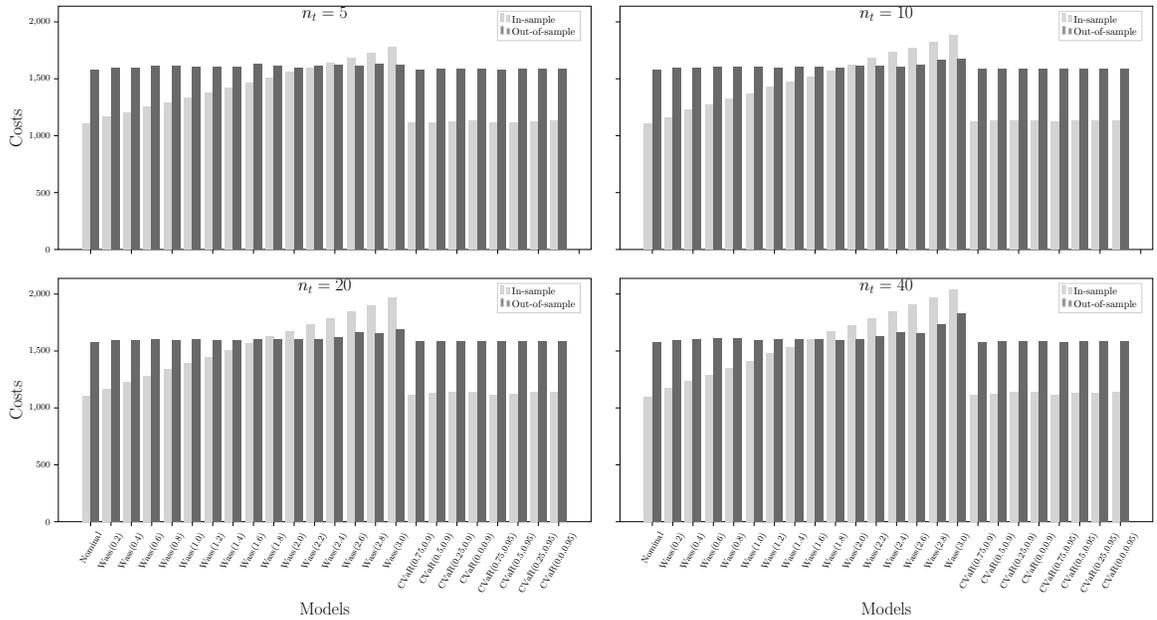 n_t = 5
In-sample
Out-of-sample
2,000
1,500
1,000
500
0
Costs
n_t = 10
In-sample
Out-of-sample
n_t = 20
In-sample
Out-of-sample
2,000
1,500
1,000
500
0
Costs
Nominal
Wass(0.2)
Wass(0.4)
Wass(0.6)
Wass(0.8)
Wass(1.0)
Wass(1.2)
Wass(1.4)
Wass(1.6)
Wass(1.8)
Wass(2.0)
Wass(2.2)
Wass(2.4)
Wass(2.6)
Wass(2.8)
Wass(3.0)
CVaR(0.75,0.9)
CVaR(0.5,0.9)
CVaR(0.25,0.9)
CVaR(0.0,0.9)
CVaR(0.75,0.95)
CVaR(0.5,0.95)
CVaR(0.25,0.95)
CVaR(0.0,0.95)
Models
n_t = 40
In-sample
Out-of-sample
Nominal
Wass(0.2)
Wass(0.4)
Wass(0.6)
Wass(0.8)
Wass(1.0)
Wass(1.2)
Wass(1.4)
Wass(1.6)
Wass(1.8)
Wass(2.0)
Wass(2.2)
Wass(2.4)
Wass(2.6)
Wass(2.8)
Wass(3.0)
CVaR(0.75,0.9)
CVaR(0.5,0.9)
CVaR(0.25,0.9)
CVaR(0.0,0.9)
CVaR(0.75,0.95)
CVaR(0.5,0.95)
CVaR(0.25,0.95)
CVaR(0.0,0.95)
Models